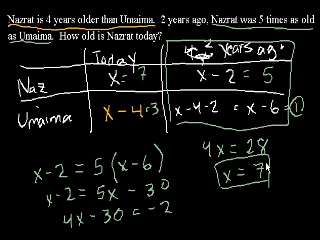 Nazrat is 4 years older than Umaima.  2 years ago, Nazrat was 5 times as old
as Umaima.  How old is Nazrat today?
Today 2 years ago
Naz x- 7 x - 2 = 5
Umaima x - 4 = 3 x - 4 - 2 = x - 6 = 1
x - 2 = 5 (x - 6)
x - 2 = 5x - 30
4x - 30 = -2
4x = 28
x = 7